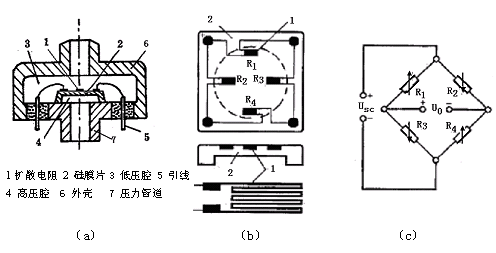 3 1 2 6
4 7 5
1扩散电阻 2 硅膜片 3 低压腔 5 引线
4 高压腔 6 外壳 7 压力管道
(a)
2 1
R1
R2 R3
R4
2 1
(b)
R1 R2
+ Usc −
+ U0 −
R3 R4
(c)